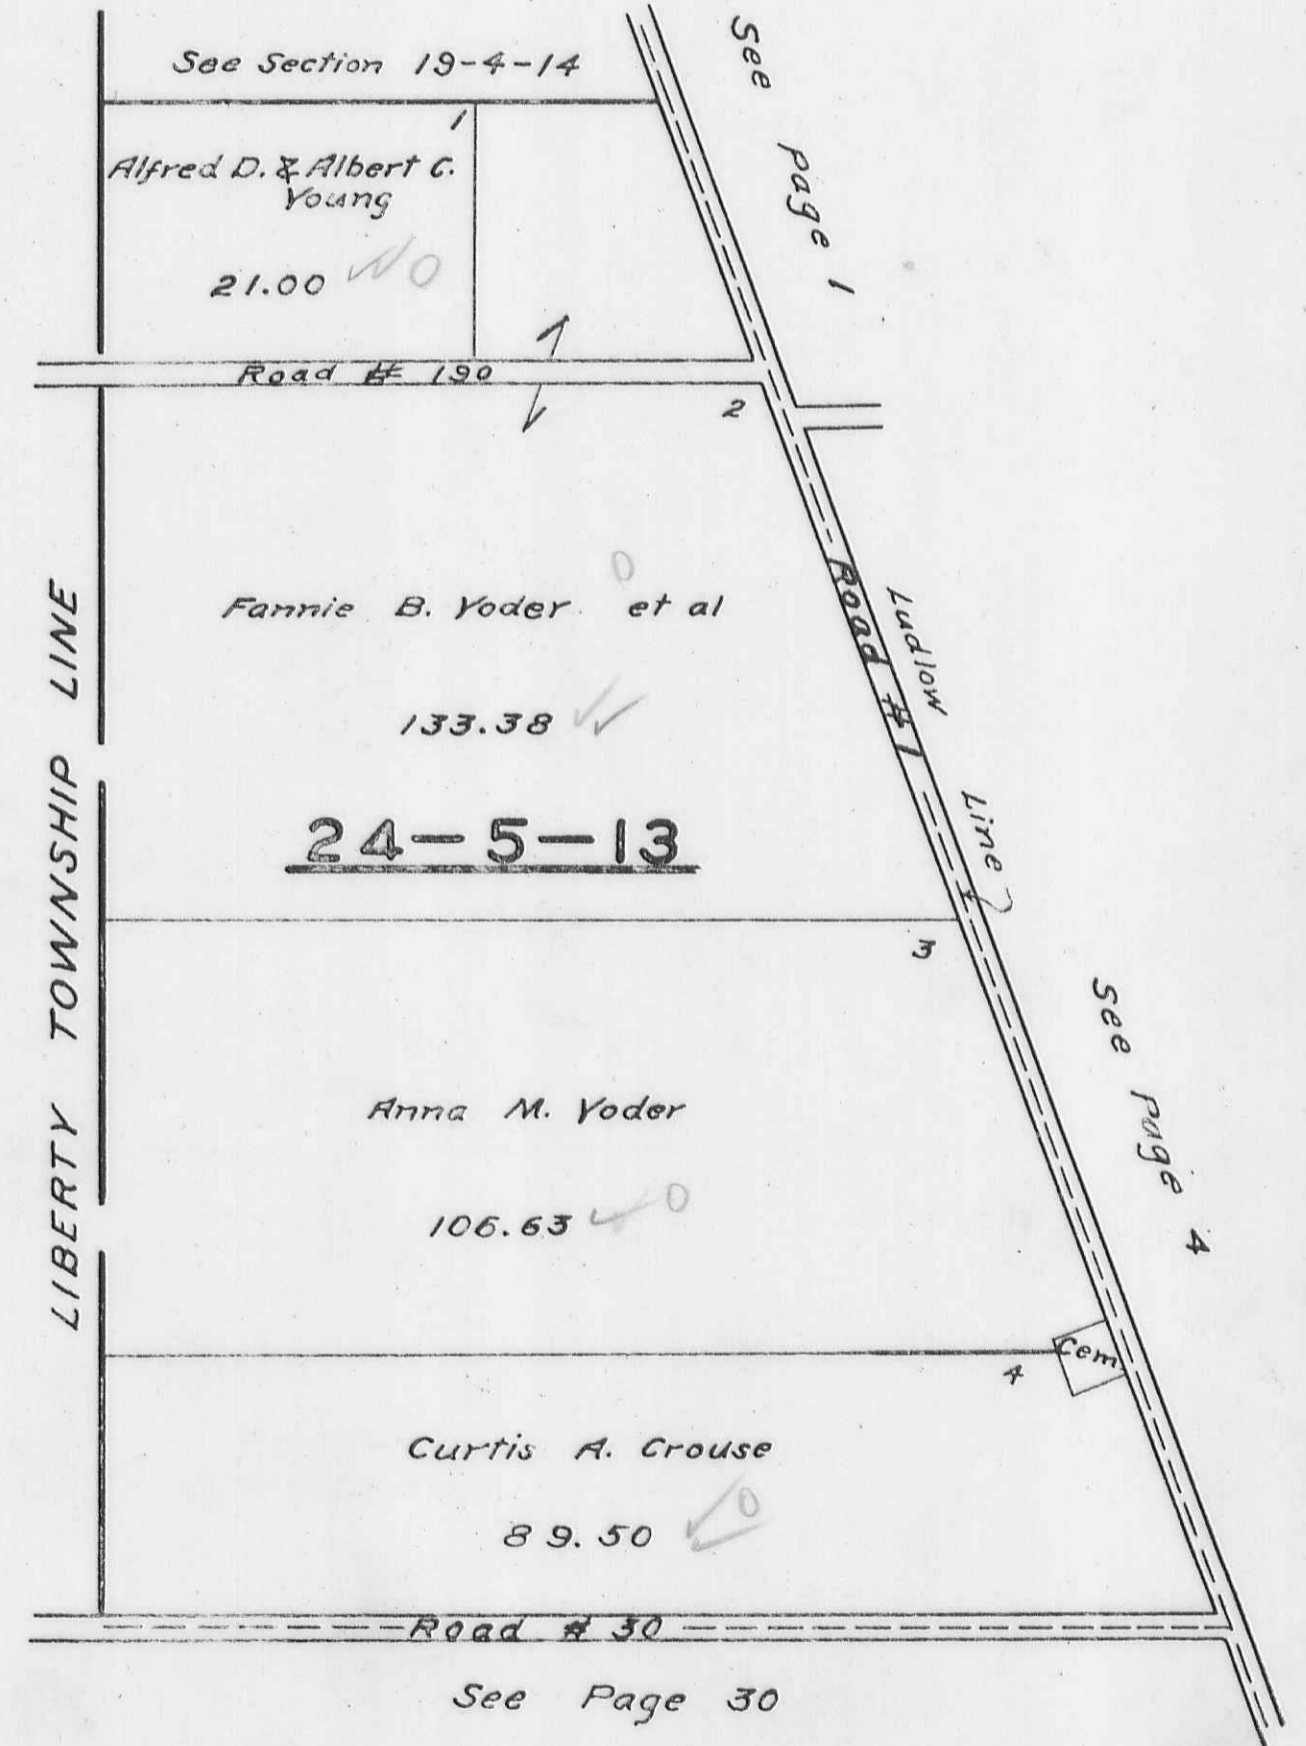 See Section 19-4-14
See page 1
1
Alfred D. & Albert C.
Young
21.00
Road # 190
2
Fannie B. Yoder et al
133.38
24-5-13
Road #1
Ludlow Line
LIBERTY TOWNSHIP LINE
3
See page 4
Anna M. Yoder
106.63
Cem.
4
Curtis A. Crouse
89.50
Road # 30
See Page 30